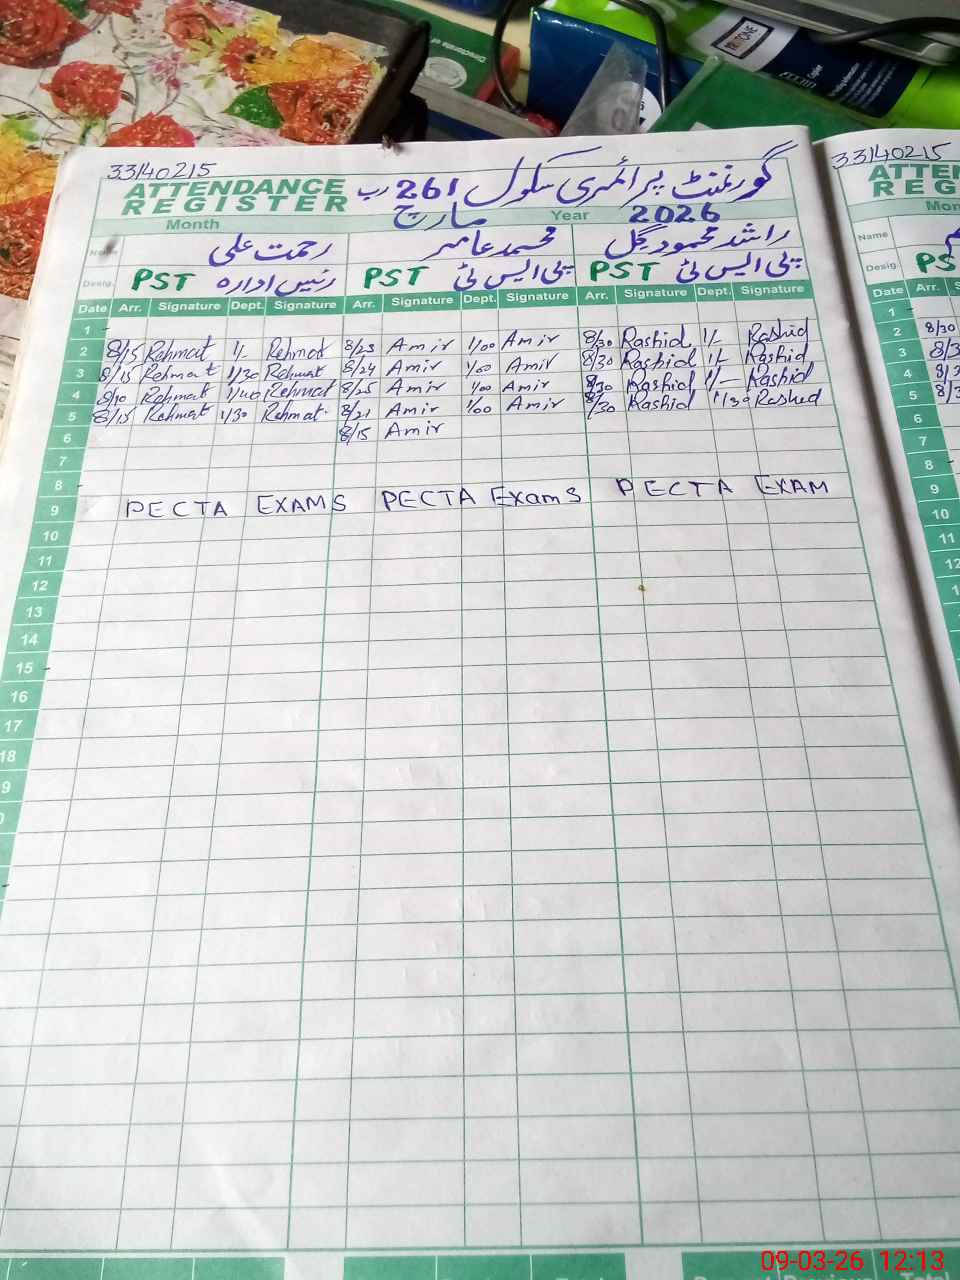 Directorate of
MR. TONE
33140215
33140215
ATTENDANCE REGISTER
گورنمنٹ پرائمری سکول 261 رب
Month مارچ Year 2026
Name رحمت علی محمد عامر راشد محمود گل
Desig. PST رئیس ادارہ PST پی ایس ٹی PST پی ایس ٹی
Date Arr. Signature Dept. Signature Arr. Signature Dept. Signature Arr. Signature Dept. Signature
1
2 8/15 Rehmat 1/- Rehmat 8/23 Amir 1/00 Amir 8/30 Rashid 1/- Rashid
3 8/15 Rehmat 1/30 Rehmat 8/24 Amir 1/00 Amir 8/30 Rashid 1/- Rashid
4 8/10 Rehmat 1/40 Rehmat 8/25 Amir 1/00 Amir 8/30 Rashid 1/- Rashid
5 8/15 Rehmat 1/30 Rehmat 8/21 Amir 1/00 Amir 8/30 Rashid 1/30 Rashed
6 8/15 Amir
7
8
9 PECTA EXAMS PECTA Exams PECTA EXAM
10
11
12
13
14
15
16
17
18
9
Name
Desig. PS
Date Arr.
1
2 8/30
3
4
5
6
7
8
9
10
11
12
09-03-26 12:13